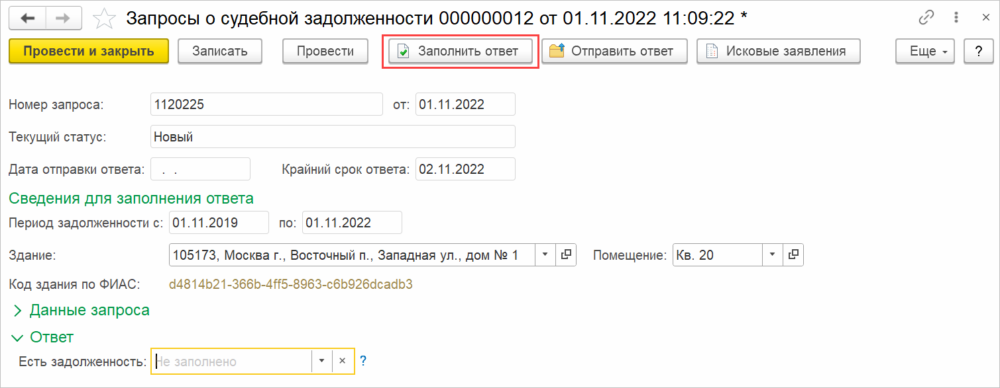 Запросы о судебной задолженности 000000012 от 01.11.2022 11:09:22 *
Провести и закрыть Записать Провести Заполнить ответ Отправить ответ Исковые заявления Еще ?
Номер запроса: 1120225 от: 01.11.2022
Текущий статус: Новый
Дата отправки ответа: . . Крайний срок ответа: 02.11.2022
Сведения для заполнения ответа
Период задолженности с: 01.11.2019 по: 01.11.2022
Здание: 105173, Москва г., Восточный п., Западная ул., дом № 1 Помещение: Кв. 20
Код здания по ФИАС: d4814b21-366b-4ff5-8963-c6b926dcadb3
Данные запроса
Ответ
Есть задолженность: Не заполнено ?